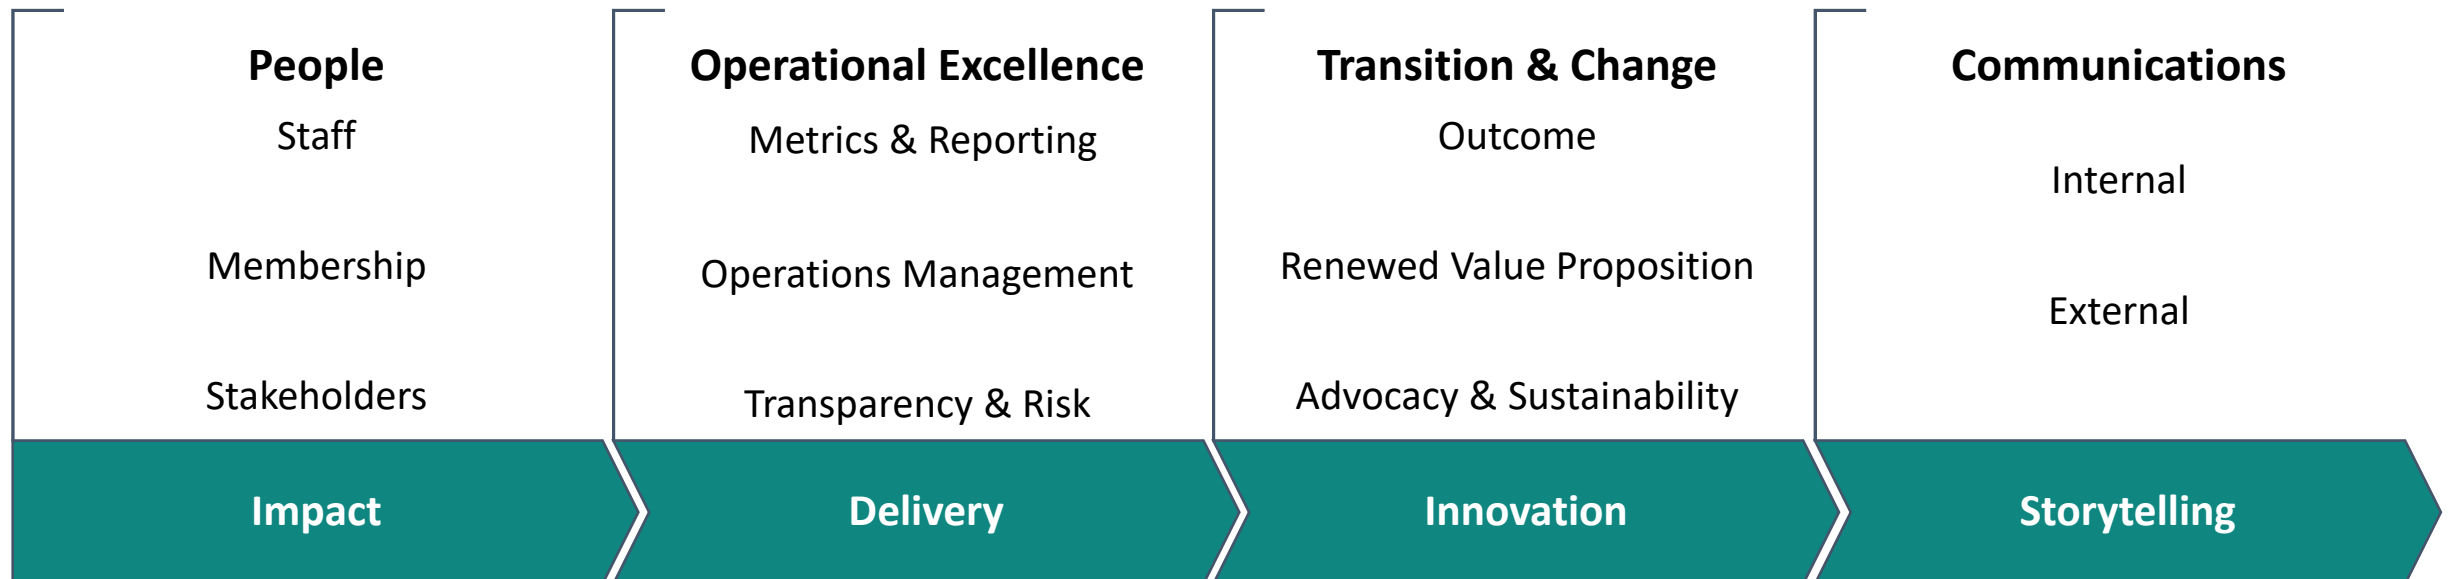 People
Staff
Membership
Stakeholders
Impact
Operational Excellence
Metrics & Reporting
Operations Management
Transparency & Risk
Delivery
Transition & Change
Outcome
Renewed Value Proposition
Advocacy & Sustainability
Innovation
Communications
Internal
External
Storytelling